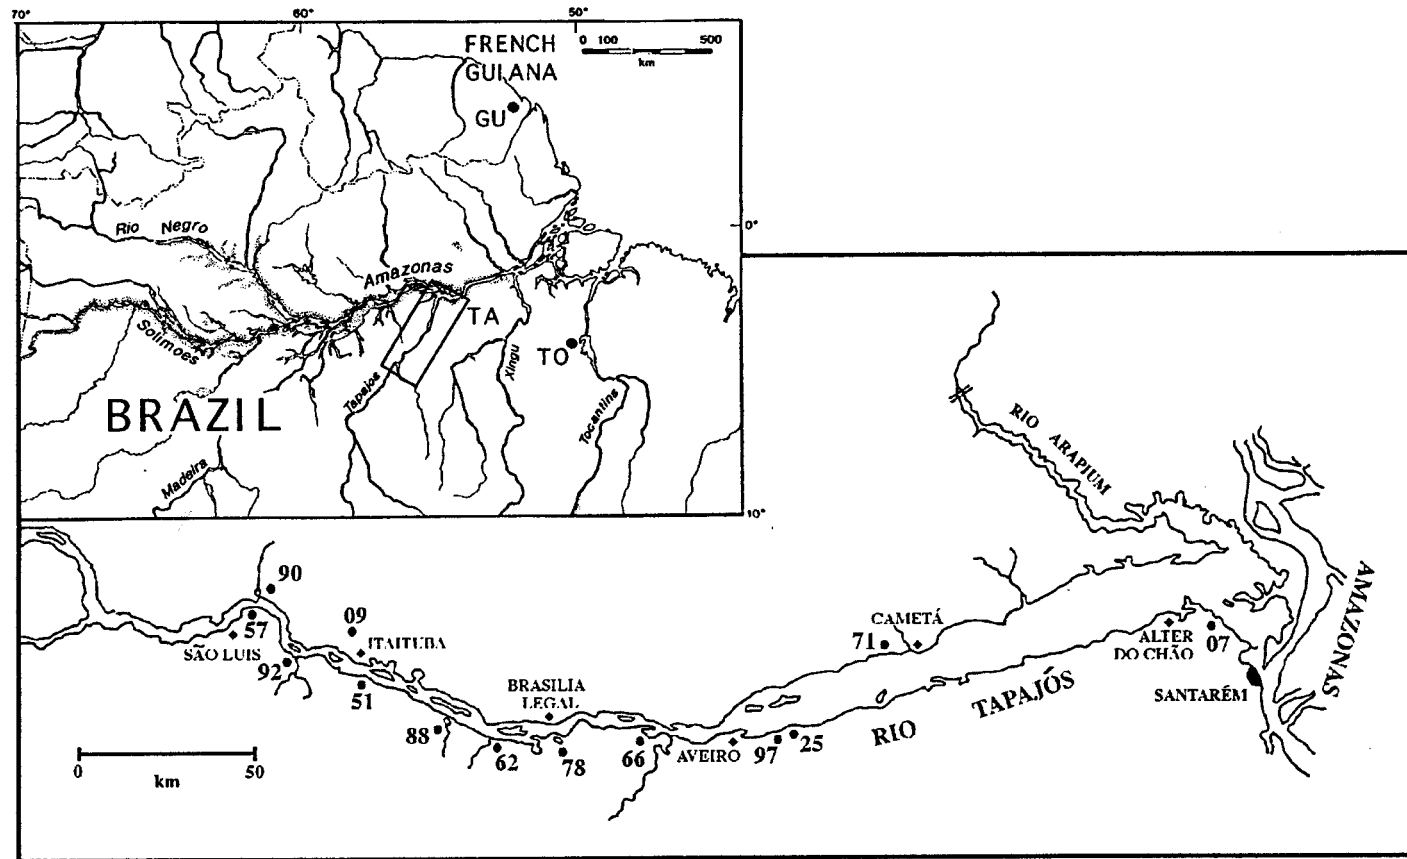 70°
60°
50°
FRENCH
GUIANA
0 100 500
km
GU
Rio Negro
0°
Amazonas
TA
Solimoes
TO
Xingu
Tapajos
Tocantins
BRAZIL
Madeira
10°
RIO ARAPIUM
AMAZONAS
90
57
SÃO LUIS
09
ITAITUBA
92
51
BRASILIA
LEGAL
88
62
78
66
AVEIRO
97
25
71
CAMETÁ
RIO TAPAJÓS
ALTER
DO CHÃO
07
SANTARÉM
0 50
km